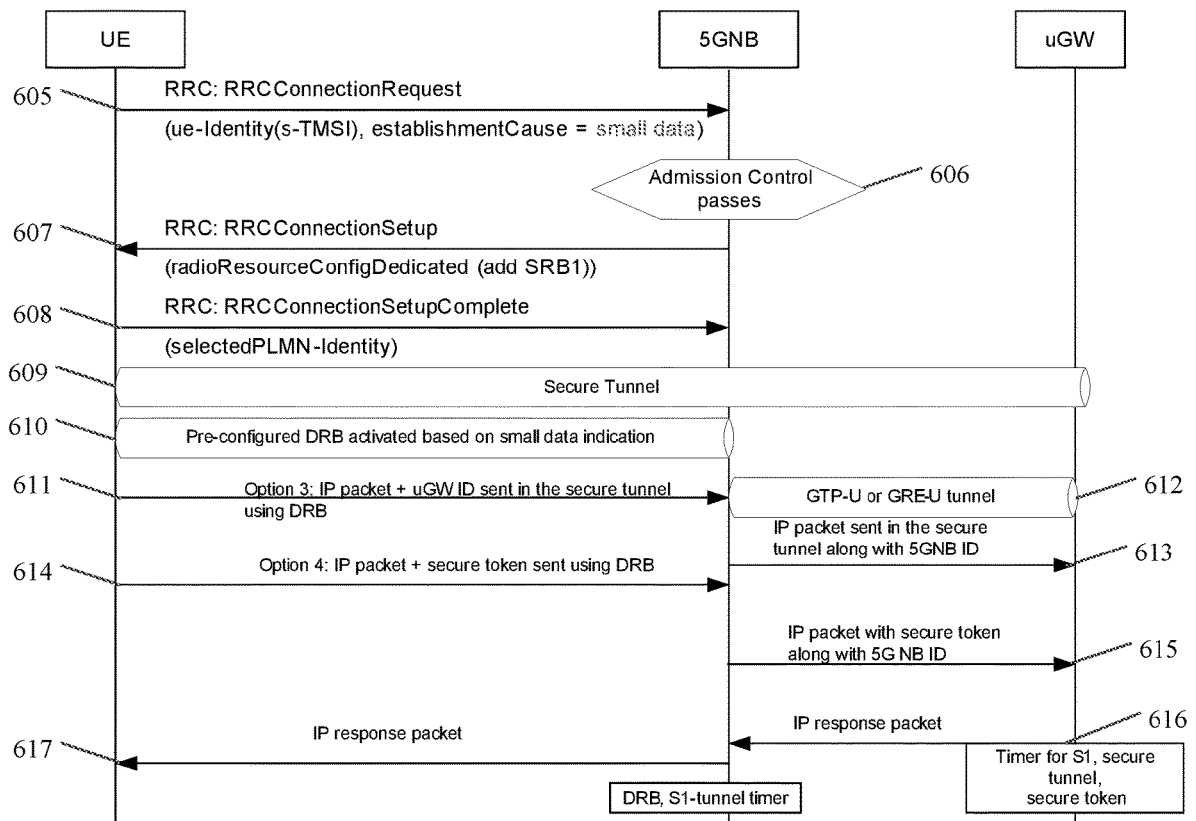 UE
5GNB
uGW
605
RRC: RRCConnectionRequest
(ue-Identity(s-TMSI), establishmentCause = small data)
Admission Control
passes
606
607
RRC: RRCConnectionSetup
(radioResourceConfigDedicated (add SRB1))
608
RRC: RRCConnectionSetupComplete
(selectedPLMN-Identity)
609
Secure Tunnel
610
Pre-configured DRB activated based on small data indication
611
Option 3: IP packet + uGW ID sent in the secure tunnel
using DRB
GTP-U or GRE-U tunnel
612
IP packet sent in the secure
tunnel along with 5GNB ID
613
614
Option 4: IP packet + secure token sent using DRB
IP packet with secure token
along with 5G NB ID
615
IP response packet
616
617
IP response packet
Timer for S1, secure
tunnel,
secure token
DRB, S1-tunnel timer